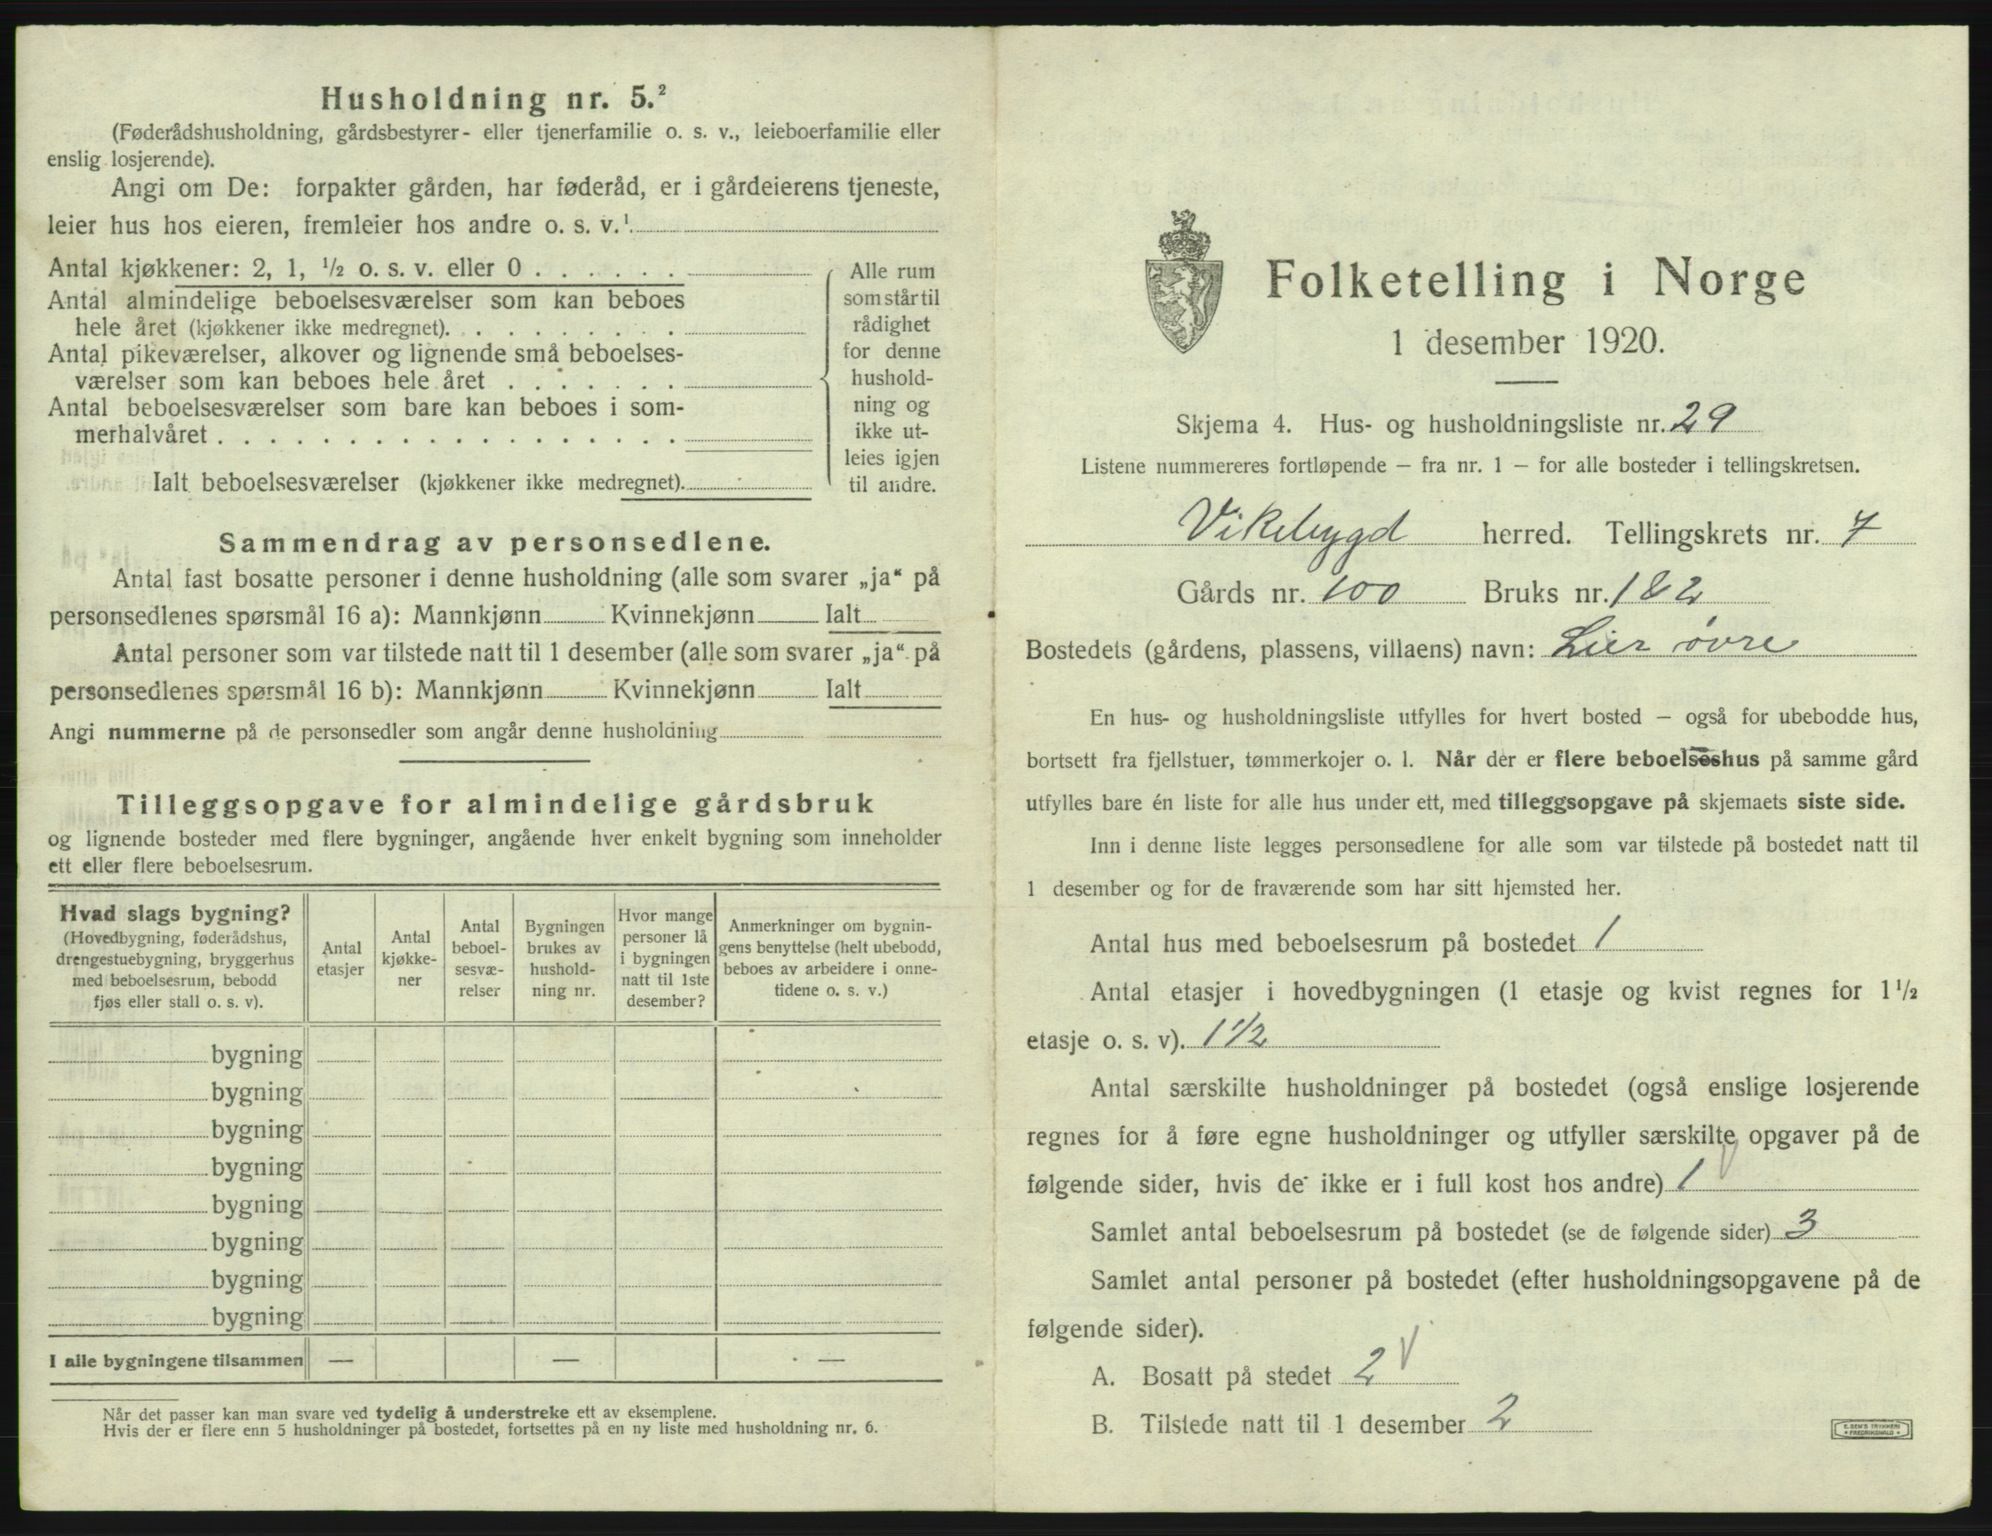 Husholdning nr. 5.²
(Føderådshusholdning, gårdsbestyrer- eller tjenerfamilie o. s. v., leieboerfamilie eller
enslig losjerende).
Angi om De: forpakter gården, har føderåd, er i gårdeierens tjeneste,
leier hus hos eieren, fremleier hos andre o. s. v.¹
Antal kjøkkener: 2, 1, ½ o. s. v. eller 0 . . . . . .
Antal almindelige beboelsesværelser som kan beboes
hele året (kjøkkener ikke medregnet). . . . . . . . .
Antal pikeværelser, alkover og lignende små beboelses-
værelser som kan beboes hele året . . . . . . .
Antal beboelsesværelser som bare kan beboes i som-
merhalvåret . . . . . . . . . . . . . . . . . .
Ialt beboelsesværelser (kjøkkener ikke medregnet).
Alle rum
som står til
rådighet
for denne
hushold-
ning og
ikke ut-
leies igjen
til andre.
Sammendrag av personsedlene.
Antal fast bosatte personer i denne husholdning (alle som svarer „ja“ på
personsedlenes spørsmål 16 a): Mannkjønn Kvinnekjønn Ialt
Antal personer som var tilstede natt til 1 desember (alle som svarer „ja“ på
personsedlenes spørsmål 16 b): Mannkjønn Kvinnekjønn Ialt
Angi nummerne på de personsedler som angår denne husholdning
Tilleggsopgave for almindelige gårdsbruk
og lignende bosteder med flere bygninger, angående hver enkelt bygning som inneholder
ett eller flere beboelsesrum.
Hvad slags bygning?
(Hovedbygning, føderådshus,
drengestuebygning, bryggerhus
med beboelsesrum, bebodd
fjøs eller stall o. s. v).
Antal
etasjer
Antal
kjøkke-
ner
Antal
beboel-
sesvæ-
relser
Bygningen
brukes av
hushold-
ning nr.
Hvor mange
personer lå
i bygningen
natt til 1ste
desember?
Anmerkninger om bygnin-
gens benyttelse (helt ubebodd,
beboes av arbeidere i onne-
tidene o. s. v.)
bygning
bygning
bygning
bygning
bygning
bygning
bygning
bygning
I alle bygningene tilsammen — — —
Når det passer kan man svare ved tydelig å understreke ett av eksemplene.
Hvis der er flere enn 5 husholdninger på bostedet, fortsettes på en ny liste med husholdning nr. 6.
Folketelling i Norge
1 desember 1920.
Skjema 4. Hus- og husholdningsliste nr. 29
Listene nummereres fortløpende – fra nr. 1 – for alle bosteder i tellingskretsen.
Vikebygd herred. Tellingskrets nr. 7
Gårds nr. 100 Bruks nr. 1 & 2
Bostedets (gårdens, plassens, villaens) navn: Lier øvre
En hus- og husholdningsliste utfylles for hvert bosted – også for ubebodde hus,
bortsett fra fjellstuer, tømmerkojer o. l. Når der er flere beboelseshus på samme gård
utfylles bare én liste for alle hus under ett, med tilleggsopgave på skjemaets siste side.
Inn i denne liste legges personsedlene for alle som var tilstede på bostedet natt til
1 desember og for de fraværende som har sitt hjemsted her.
Antal hus med beboelsesrum på bostedet 1
Antal etasjer i hovedbygningen (1 etasje og kvist regnes for 1½
etasje o. s. v). 1½
Antal særskilte husholdninger på bostedet (også enslige losjerende
regnes for å føre egne husholdninger og utfyller særskilte opgaver på de
følgende sider, hvis de ikke er i full kost hos andre) 1
Samlet antal beboelsesrum på bostedet (se de følgende sider) 3
Samlet antal personer på bostedet (efter husholdningsopgavene på de
følgende sider).
A. Bosatt på stedet 2
B. Tilstede natt til 1 desember 2